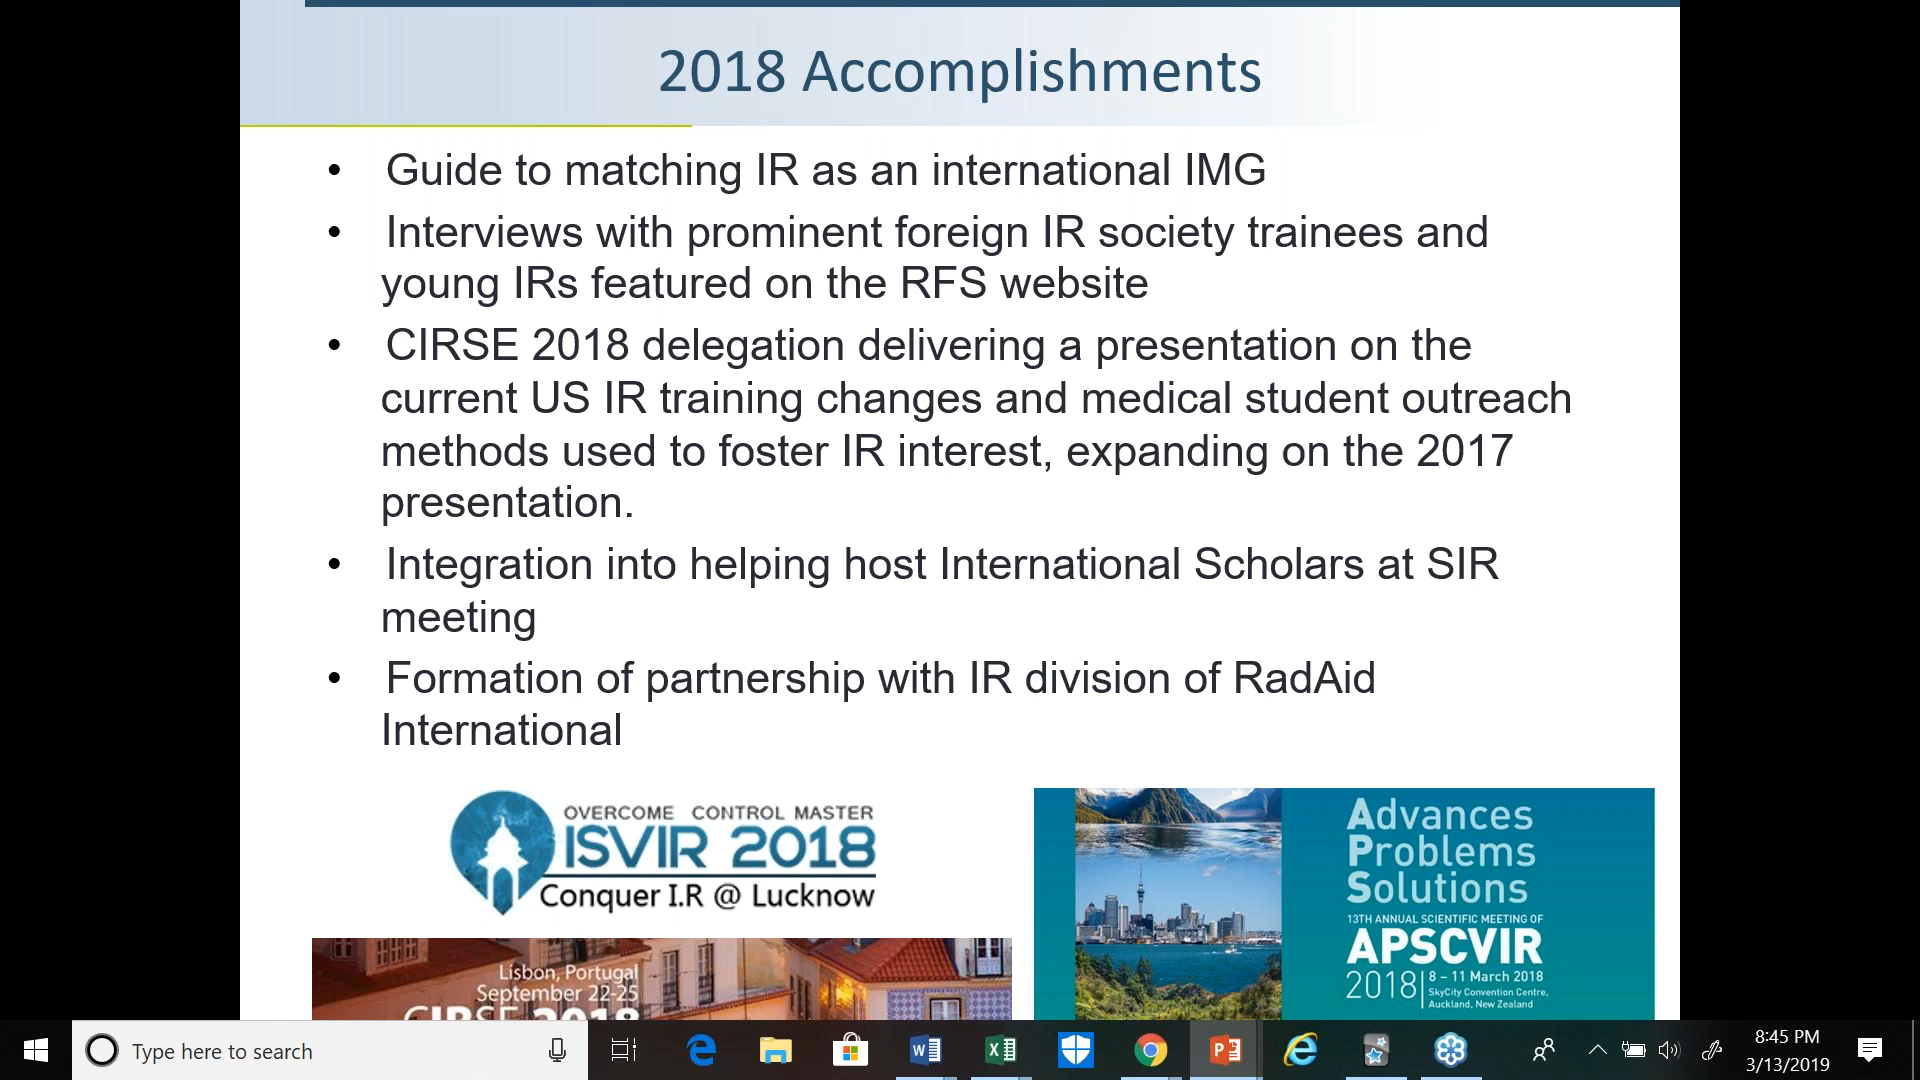 2018 Accomplishments
• Guide to matching IR as an international IMG
• Interviews with prominent foreign IR society trainees and
young IRs featured on the RFS website
• CIRSE 2018 delegation delivering a presentation on the
current US IR training changes and medical student outreach
methods used to foster IR interest, expanding on the 2017
presentation.
• Integration into helping host International Scholars at SIR
meeting
• Formation of partnership with IR division of RadAid
International
OVERCOME CONTROL MASTER
ISVIR 2018
Conquer I.R @ Lucknow
Lisbon, Portugal
September 22-25
CIRSE 2018
Advances
Problems
Solutions
13TH ANNUAL SCIENTIFIC MEETING OF
APSCVIR
2018 | 8 – 11 March 2018
SkyCity Convention Centre,
Auckland, New Zealand
Type here to search
8:45 PM
3/13/2019